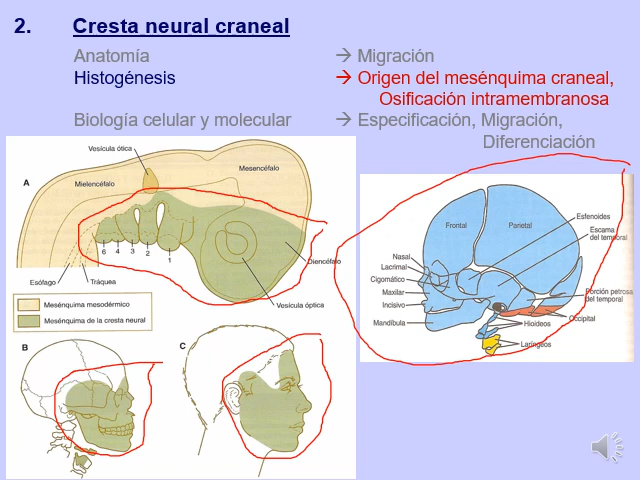 2. Cresta neural craneal
Anatomía → Migración
Histogénesis → Origen del mesénquima craneal,
Osificación intramembranosa
Biología celular y molecular → Especificación, Migración,
Diferenciación
Vesícula ótica
Mesencéfalo
A
Mielencéfalo
6 4 3 2 1
Diencéfalo
Esófago
Tráquea
Vesícula óptica
Mesénquima mesodérmico
Mesénquima de la cresta neural
B
C
Frontal
Parietal
Esfenoides
Escama
del temporal
Nasal
Lacrimal
Cigomático
Maxilar
Incisivo
Mandíbula
Porción petrosa
del temporal
Occipital
Hioideos
Laríngeos